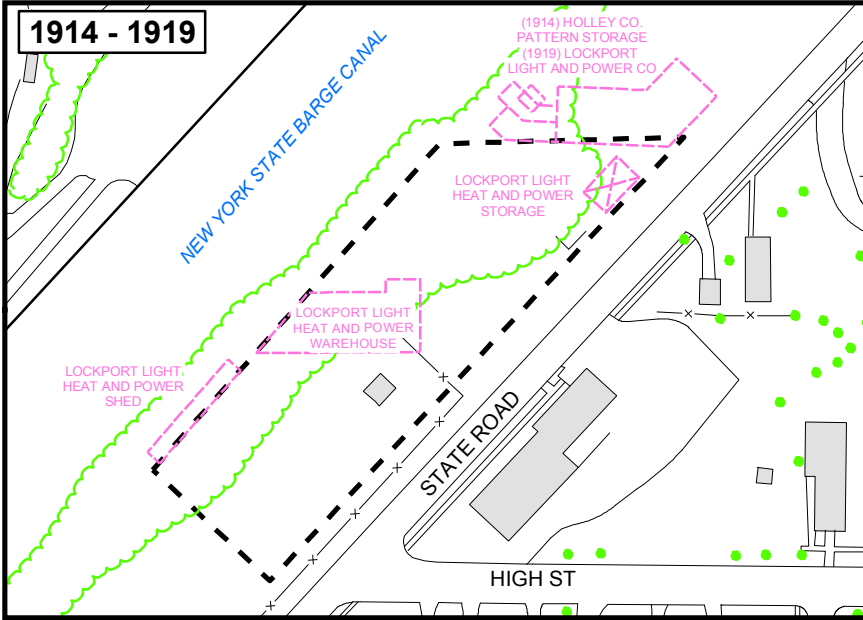 1914 - 1919
(1914) HOLLEY CO.
PATTERN STORAGE
(1919) LOCKPORT
LIGHT AND POWER CO
NEW YORK STATE BARGE CANAL
LOCKPORT LIGHT
HEAT AND POWER
STORAGE
LOCKPORT LIGHT
HEAT AND POWER
WAREHOUSE
LOCKPORT LIGHT
HEAT AND POWER
SHED
STATE ROAD
HIGH ST